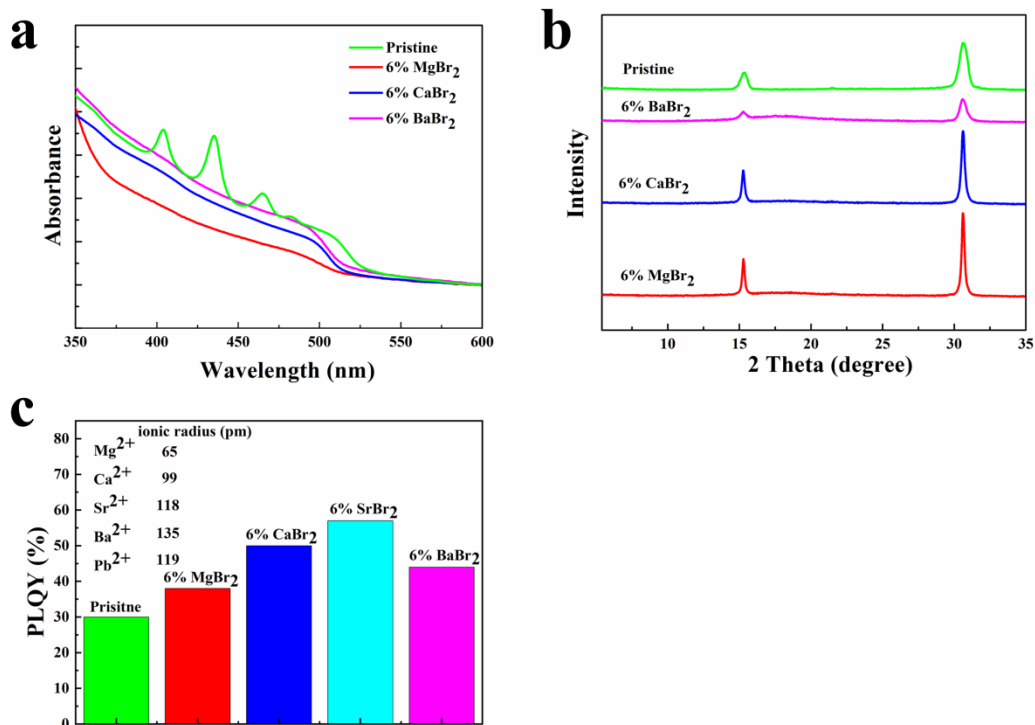 a
Pristine
6% MgBr2
6% CaBr2
6% BaBr2
Absorbance
350 400 450 500 550 600
Wavelength (nm)
b
Pristine
6% BaBr2
6% CaBr2
6% MgBr2
Intensity
10 15 20 25 30 35
2 Theta (degree)
c
ionic radius (pm)
Mg2+ 65
Ca2+ 99
Sr2+ 118
Ba2+ 135
Pb2+ 119
80
70
60
50
40
30
20
10
0
PLQY (%)
Prisitne
6% MgBr2
6% CaBr2
6% SrBr2
6% BaBr2